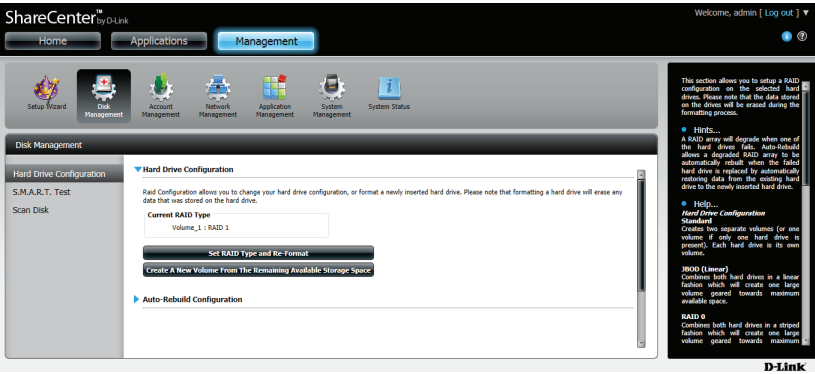 ShareCenter™ by D-Link
Welcome, admin [ Log out ] ▼
Home
Applications
Management
Setup Wizard
Disk
Management
Account
Management
Network
Management
Application
Management
System
Management
System Status
Disk Management
Hard Drive Configuration
S.M.A.R.T. Test
Scan Disk
Hard Drive Configuration
Raid Configuration allows you to change your hard drive configuration, or format a newly inserted hard drive. Please note that formatting a hard drive will erase any
data that was stored on the hard drive.
Current RAID Type
Volume_1 : RAID 1
Set RAID Type and Re-Format
Create A New Volume From The Remaining Available Storage Space
Auto-Rebuild Configuration
This section allows you to setup a RAID
configuration on the selected hard
drives. Please note that the data stored
on the drives will be erased during the
formatting process.
Hints...
A RAID array will degrade when one of
the hard drives fails. Auto-Rebuild
allows a degraded RAID array to be
automatically rebuilt when the failed
hard drive is replaced by automatically
restoring data from the existing hard
drive to the newly inserted hard drive.
Help...
Hard Drive Configuration
Standard
Creates two separate volumes (or one
volume if only one hard drive is
present). Each hard drive is its own
volume.
JBOD (Linear)
Combines both hard drives in a linear
fashion which will create one large
volume geared towards maximum
available space.
RAID 0
Combines both hard drives in a striped
fashion which will create one large
volume geared towards maximum
D-Link